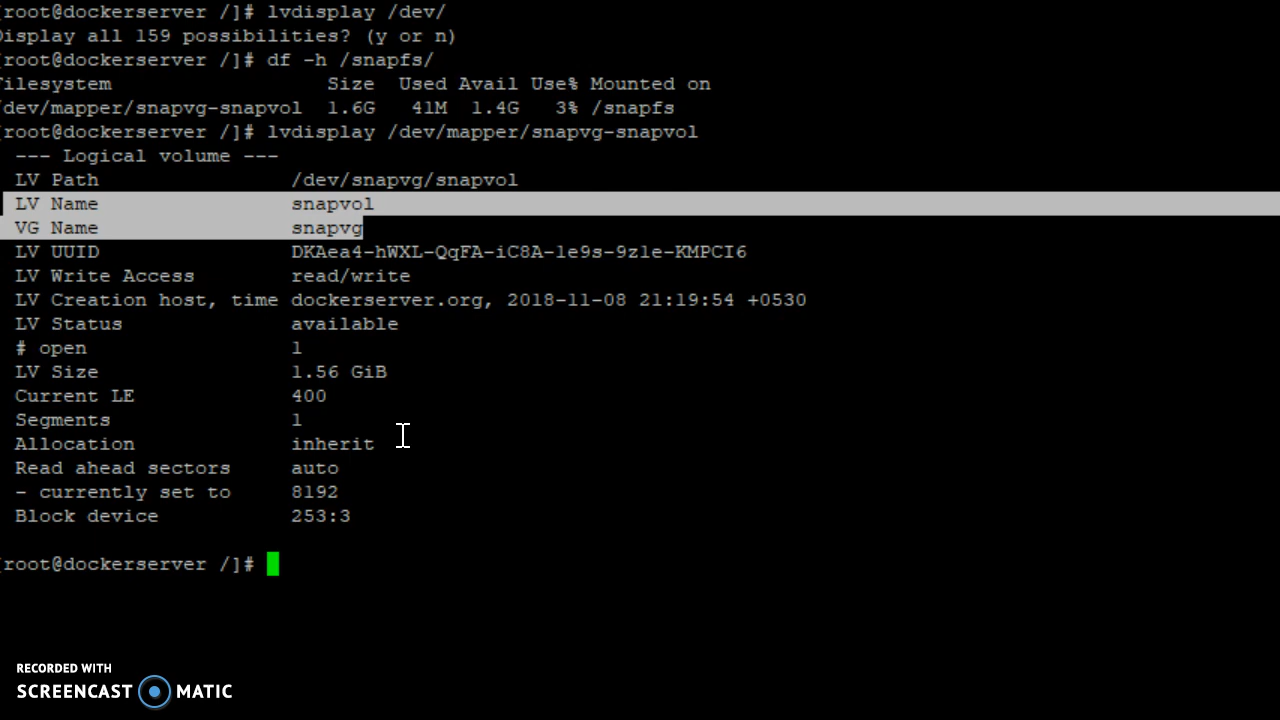 [root@dockerserver /]# lvdisplay /dev/
Display all 159 possibilities? (y or n)
[root@dockerserver /]# df -h /snapfs/
Filesystem                  Size  Used Avail Use% Mounted on
/dev/mapper/snapvg-snapvol  1.6G   41M  1.4G   3% /snapfs
[root@dockerserver /]# lvdisplay /dev/mapper/snapvg-snapvol
--- Logical volume ---
LV Path                /dev/snapvg/snapvol
LV Name                snapvol
VG Name                snapvg
LV UUID                DKAea4-hWXL-QqFA-iC8A-le9s-9zle-KMPCI6
LV Write Access        read/write
LV Creation host, time dockerserver.org, 2018-11-08 21:19:54 +0530
LV Status              available
# open                 1
LV Size                1.56 GiB
Current LE             400
Segments               1
Allocation             inherit
Read ahead sectors     auto
- currently set to     8192
Block device           253:3
[root@dockerserver /]#
RECORDED WITH
SCREENCAST MATIC